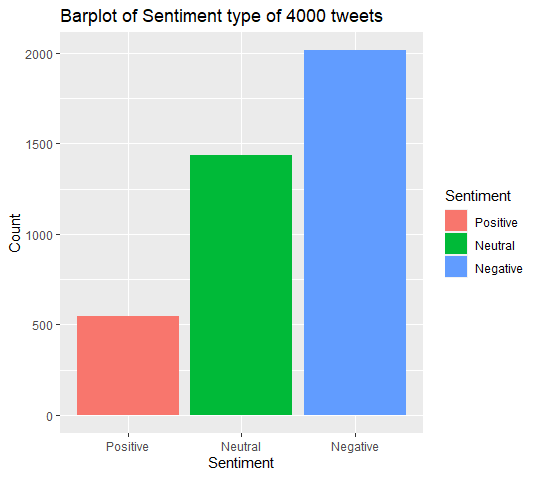 Barplot of Sentiment type of 4000 tweets
Count
2000
1500
1000
500
0
Positive Neutral Negative
Sentiment
Sentiment
Positive
Neutral
Negative